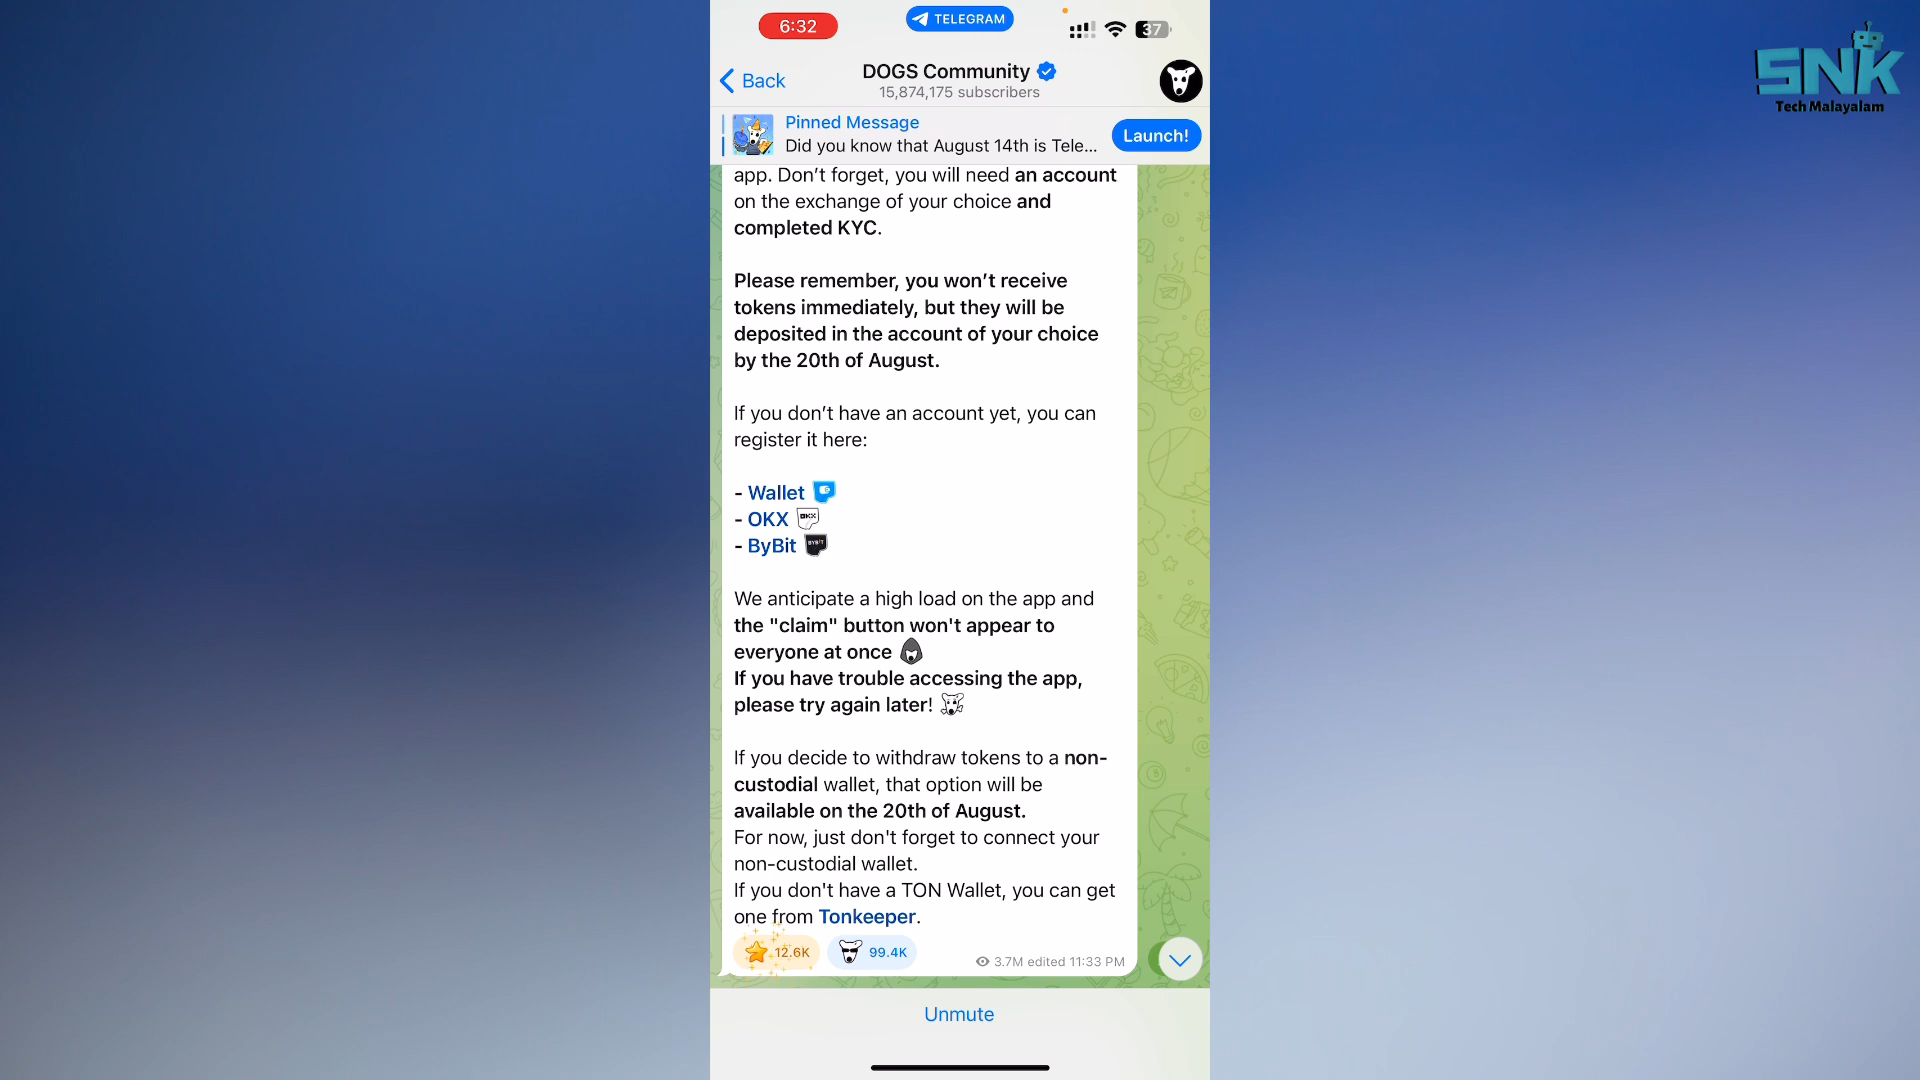 6:32
TELEGRAM
37
SNK
Tech Malayalam
Back
DOGS Community
15,874,175 subscribers
Pinned Message
Did you know that August 14th is Tele...
Launch!
app. Don’t forget, you will need an account
on the exchange of your choice and
completed KYC.
Please remember, you won’t receive
tokens immediately, but they will be
deposited in the account of your choice
by the 20th of August.
If you don’t have an account yet, you can
register it here:
- Wallet
- OKX OKX
- ByBit BYBIT
We anticipate a high load on the app and
the "claim" button won't appear to
everyone at once
If you have trouble accessing the app,
please try again later!
If you decide to withdraw tokens to a non-
custodial wallet, that option will be
available on the 20th of August.
For now, just don't forget to connect your
non-custodial wallet.
If you don't have a TON Wallet, you can get
one from Tonkeeper.
12.6K 99.4K 3.7M edited 11:33 PM
Unmute